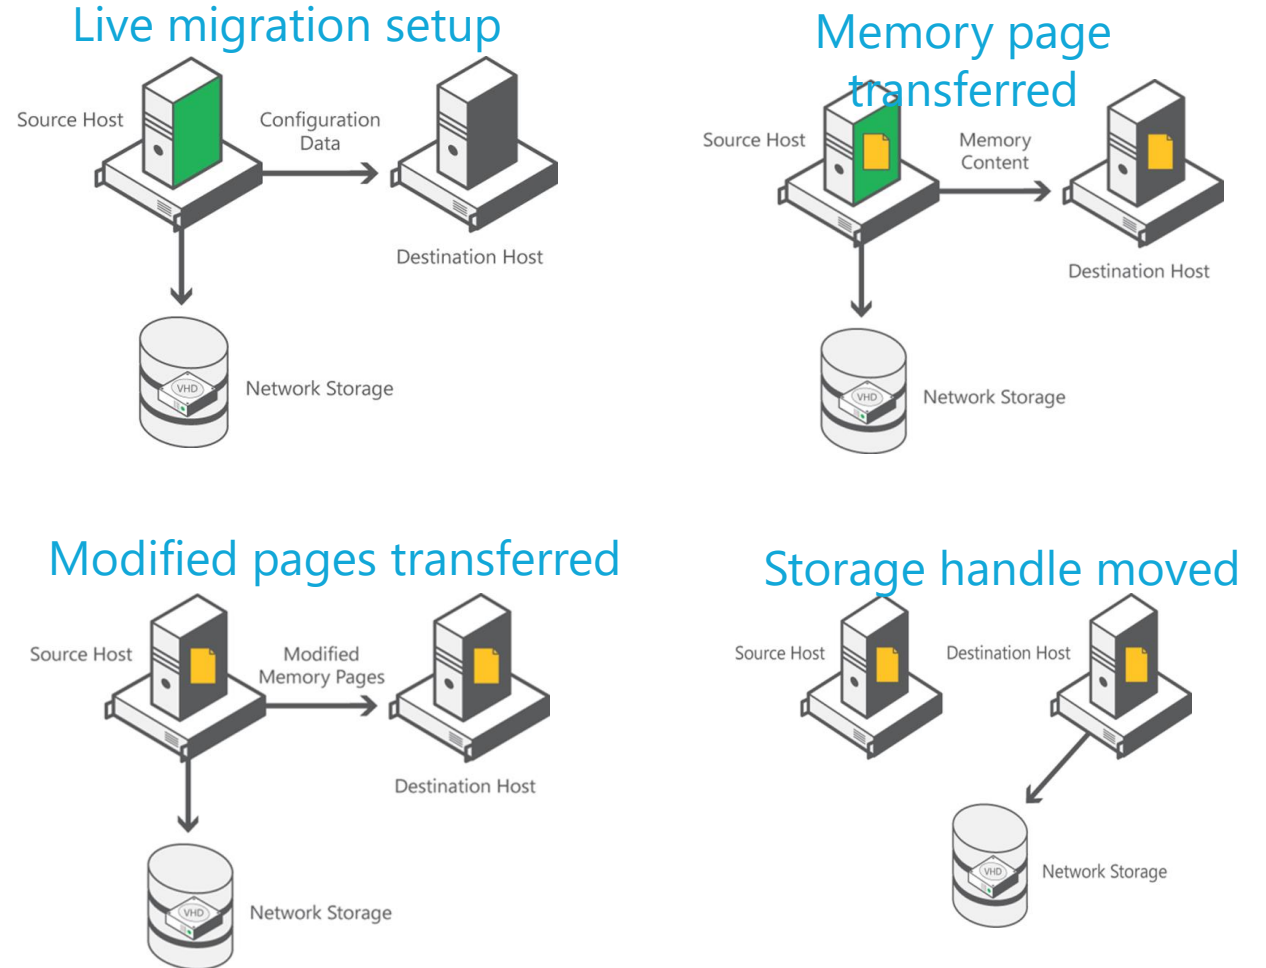 Live migration setup
Source Host
Configuration
Data
Destination Host
VHD
Network Storage
Memory page
transferred
Source Host
Memory
Content
Destination Host
VHD
Network Storage
Modified pages transferred
Source Host
Modified
Memory Pages
Destination Host
VHD
Network Storage
Storage handle moved
Source Host
Destination Host
VHD
Network Storage